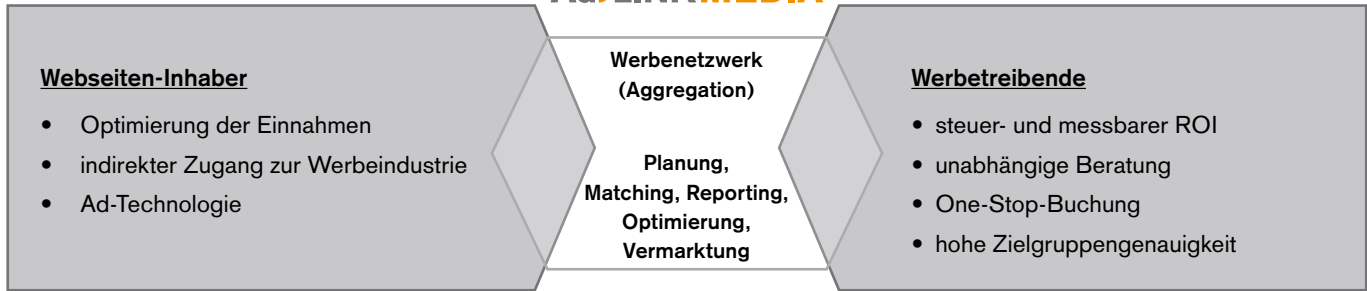 Webseiten-Inhaber
• Optimierung der Einnahmen
• indirekter Zugang zur Werbeindustrie
• Ad-Technologie
Werbenetzwerk
(Aggregation)
Planung,
Matching, Reporting,
Optimierung,
Vermarktung
Werbetreibende
• steuer- und messbarer ROI
• unabhängige Beratung
• One-Stop-Buchung
• hohe Zielgruppengenauigkeit